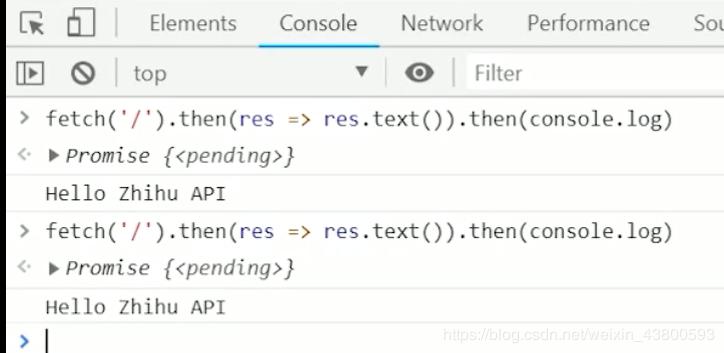 Elements Console Network Performance Sou
top Filter
> fetch('/').then(res => res.text()).then(console.log)
Promise {<pending>}
Hello Zhihu API
> fetch('/').then(res => res.text()).then(console.log)
Promise {<pending>}
Hello Zhihu API
>
https://blog.csdn.net/weixin_43800593